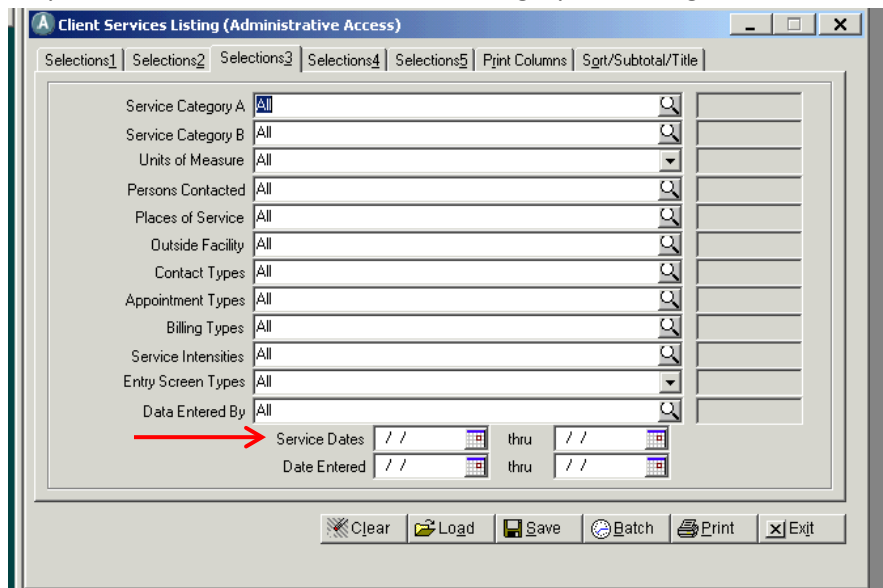 Client Services Listing (Administrative Access)
Selections1 Selections2 Selections3 Selections4 Selections5 Print Columns Sort/Subtotal/Title
Service Category A All
Service Category B All
Units of Measure All
Persons Contacted All
Places of Service All
Outside Facility All
Contact Types All
Appointment Types All
Billing Types All
Service Intensities All
Entry Screen Types All
Data Entered By All
Service Dates / / thru / /
Date Entered / / thru / /
Clear Load Save Batch Print Exit